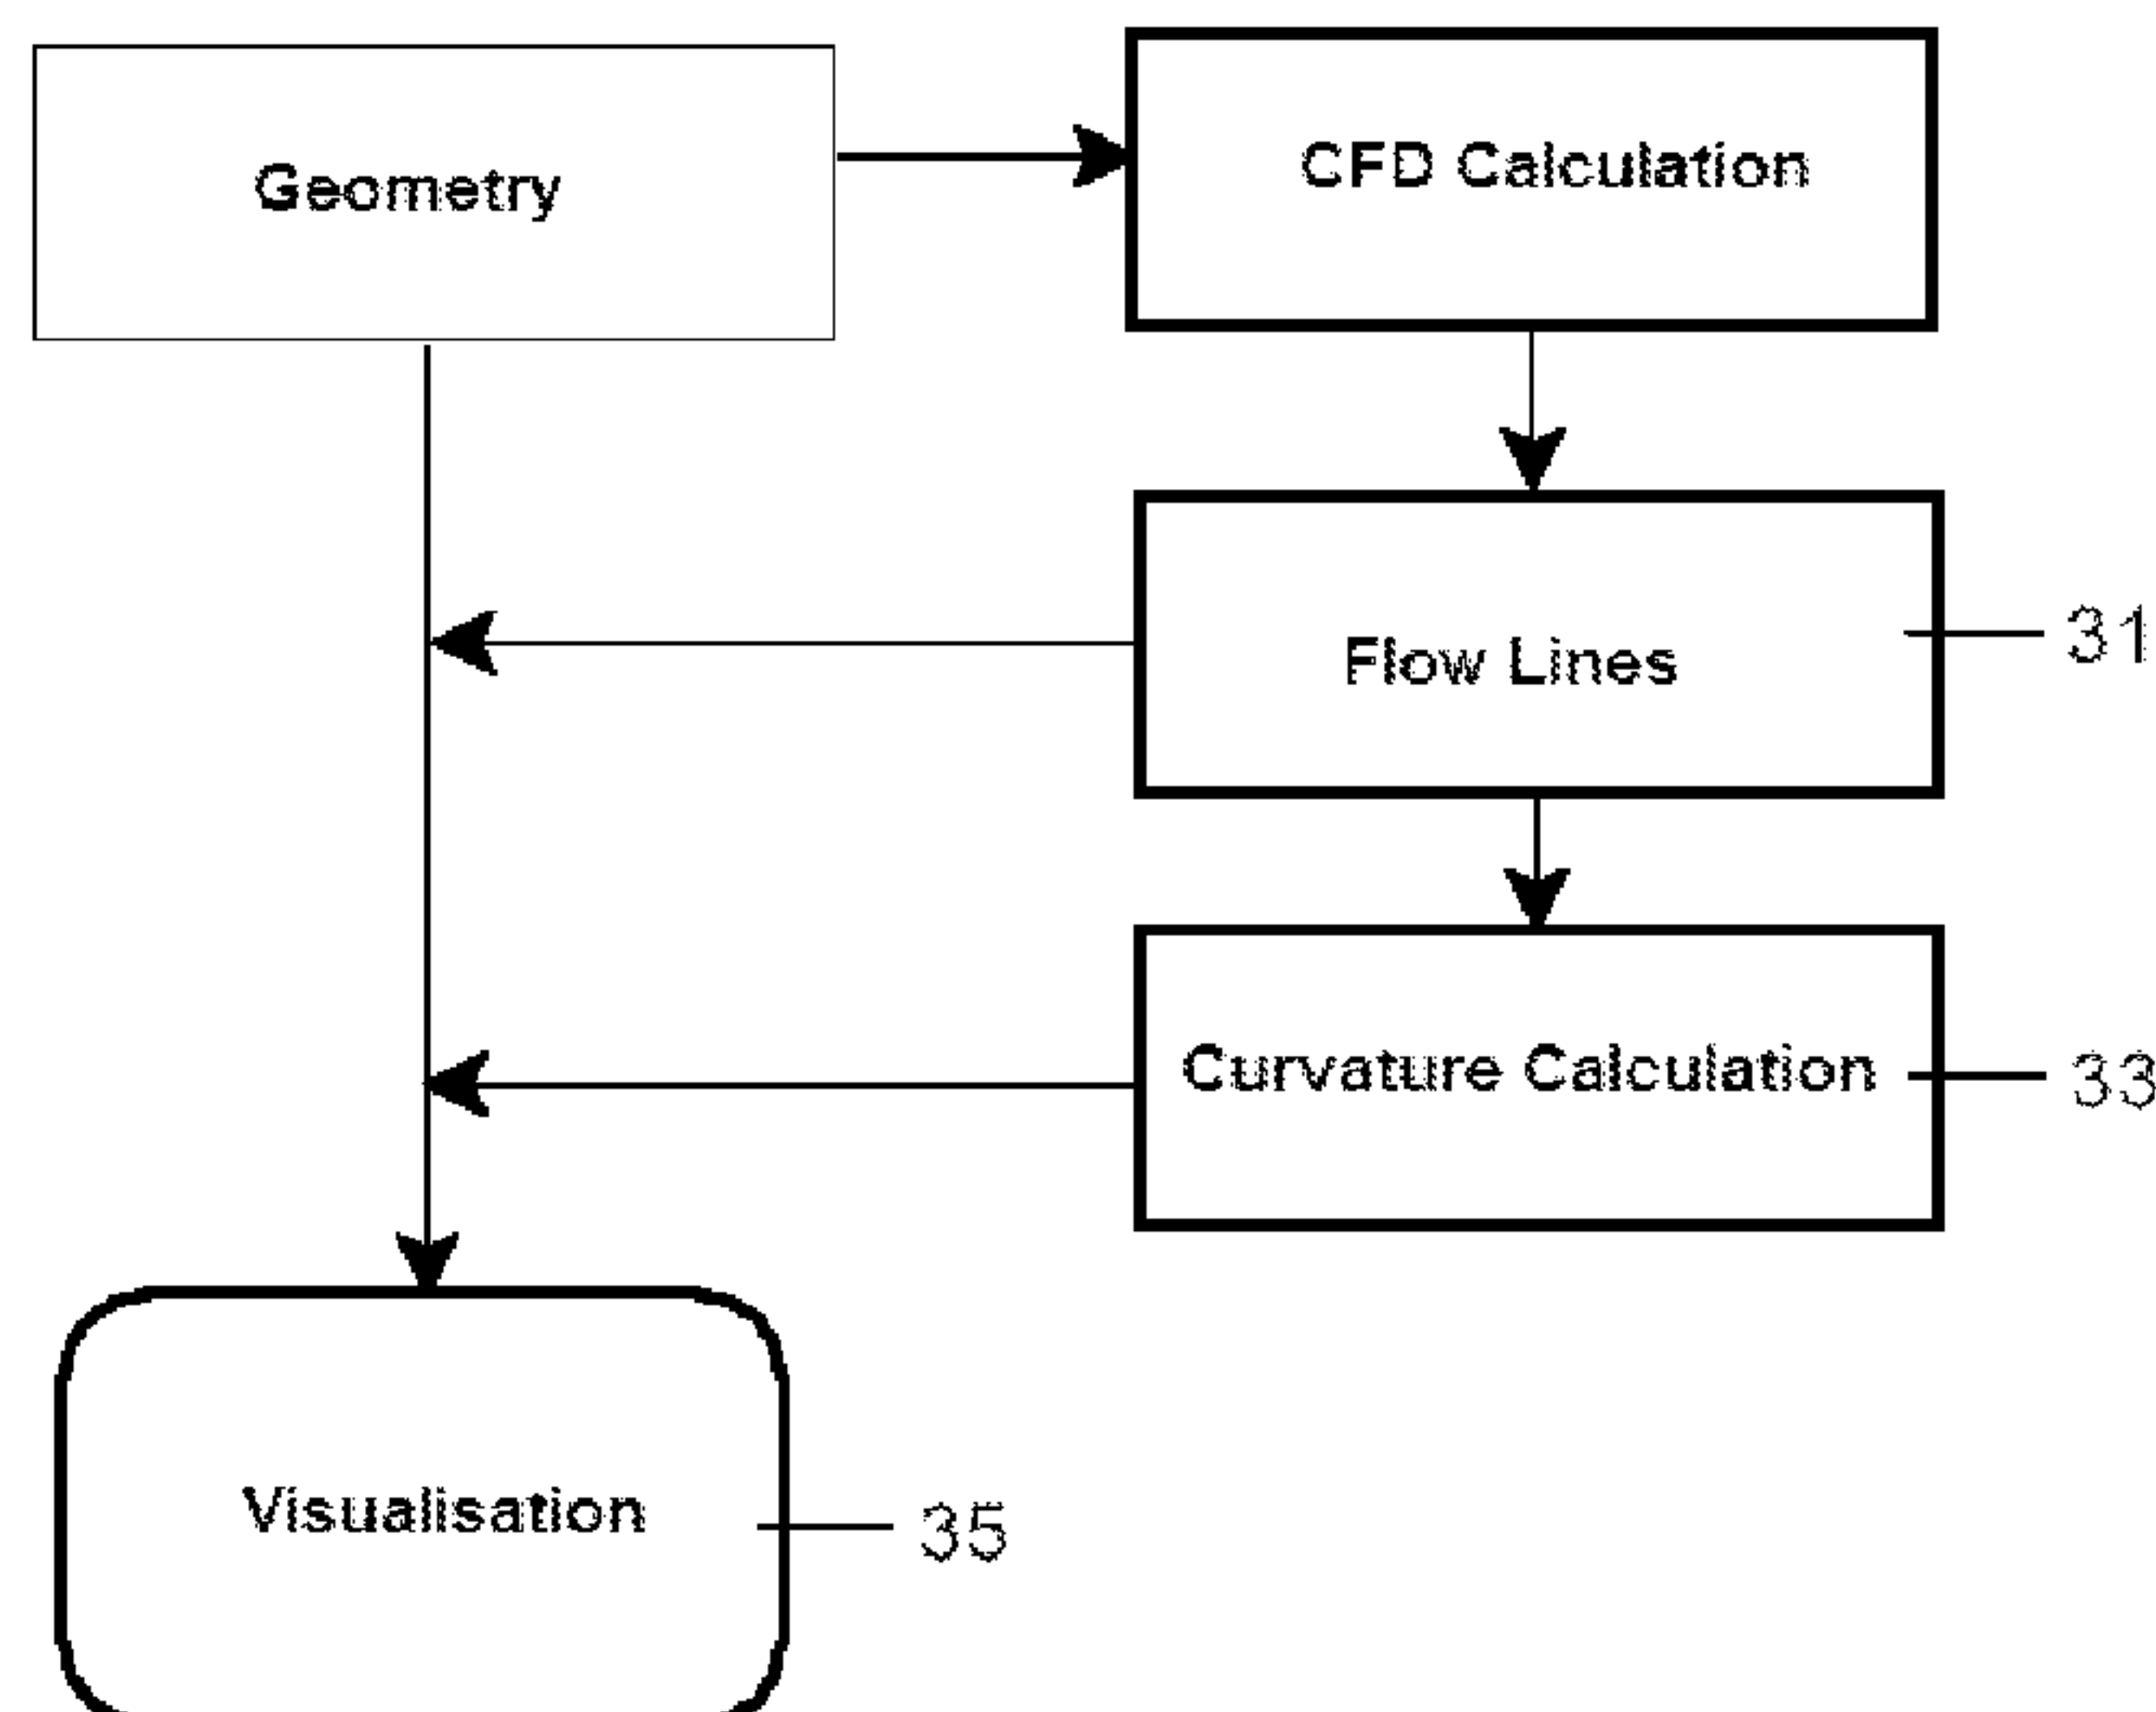 Geometry
CFD Calculation
Flow Lines
31
Curvature Calculation
33
Visualisation
35